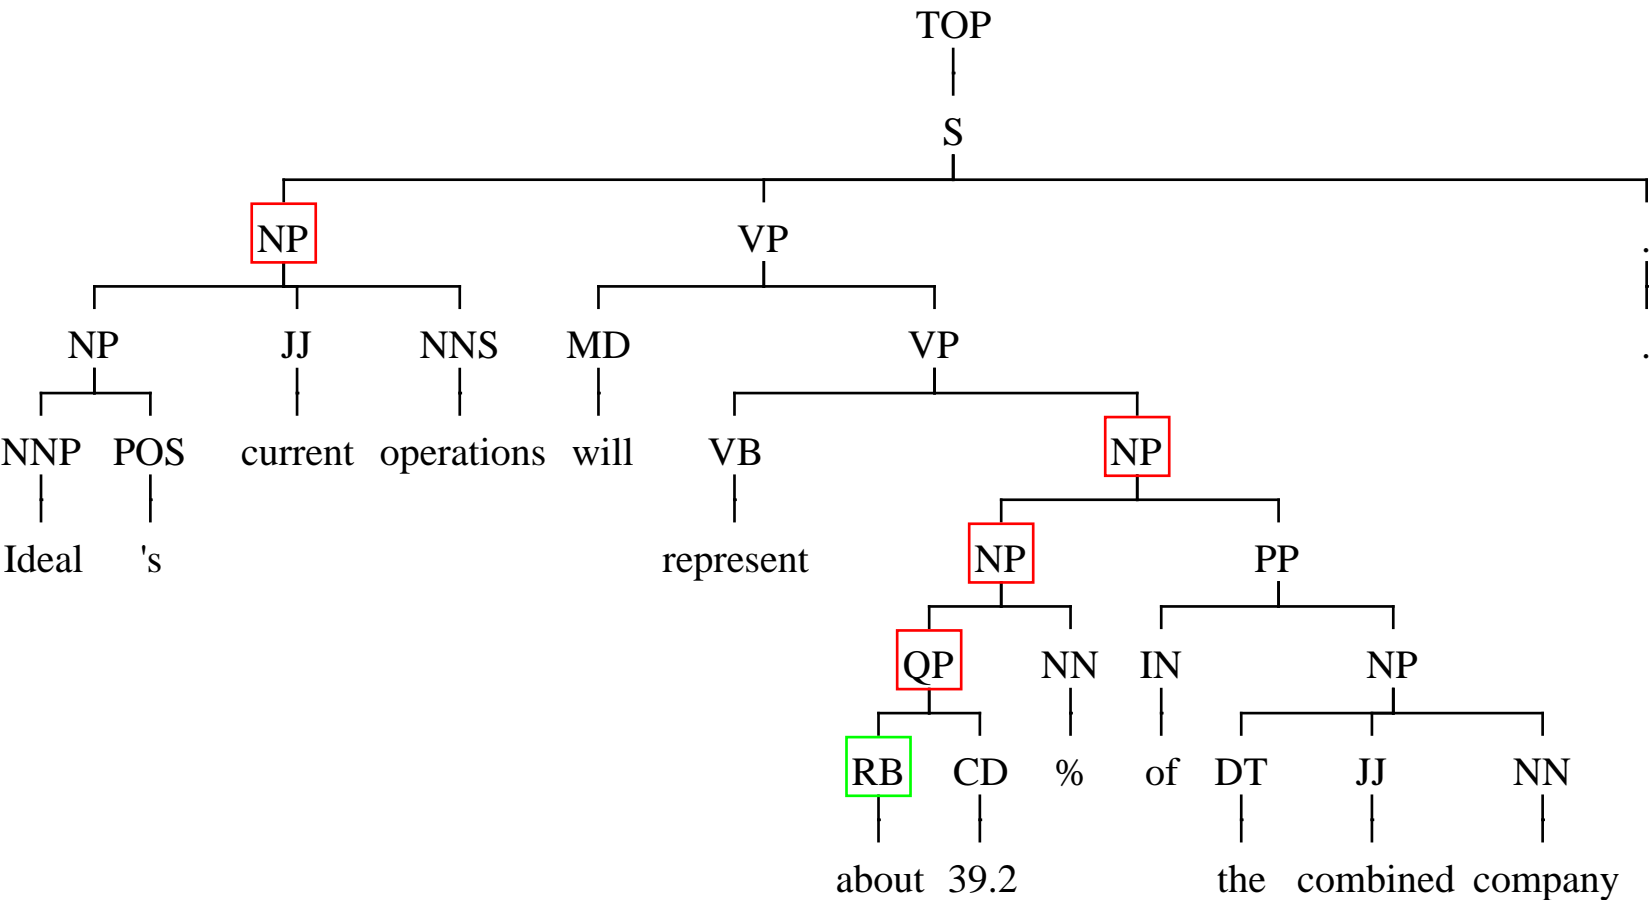 TOP
S
NP VP .
NP JJ NNS MD VP .
NNP POS current operations will VB NP
Ideal 's represent NP PP
QP NN IN NP
RB CD % of DT JJ NN
about 39.2 the combined company